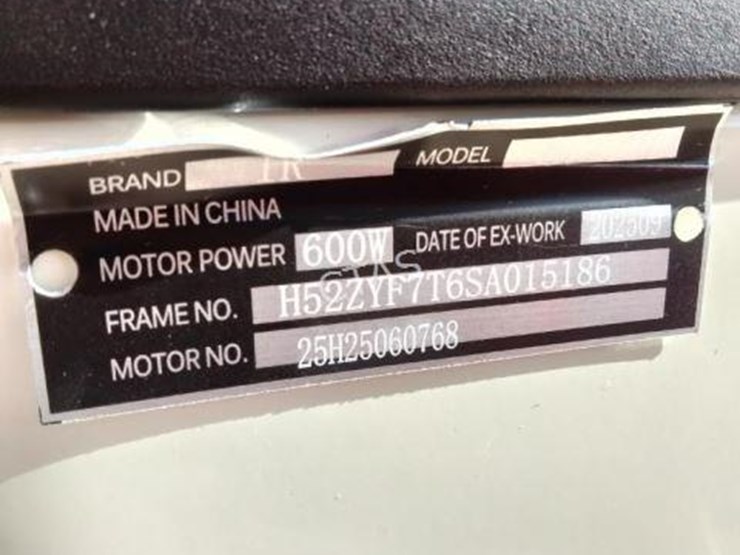 BRAND MODEL
MADE IN CHINA
MOTOR POWER 600W DATE OF EX-WORK 202509
FRAME NO. H52ZYF7T6SA015186
MOTOR NO. 25H25060768